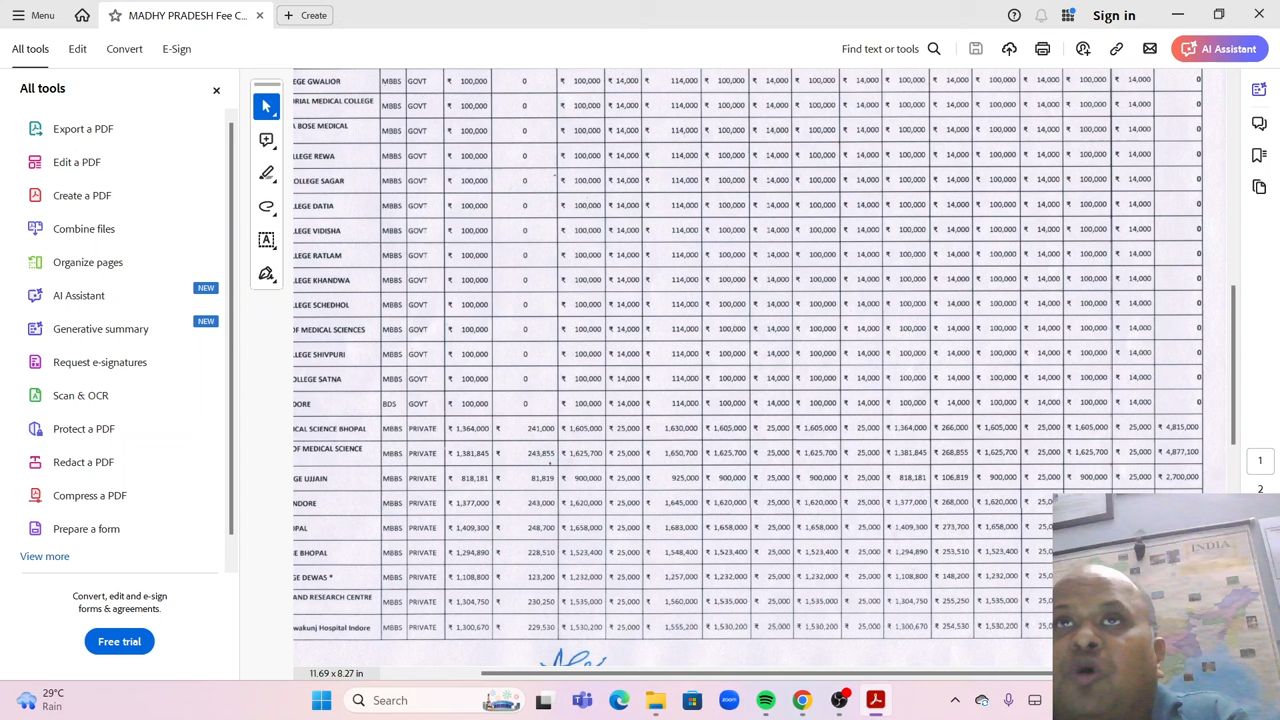 Menu
MADHY PRADESH Fee C...
Create
Sign in
All tools
Edit
Convert
E-Sign
Find text or tools
AI Assistant
All tools
Export a PDF
Edit a PDF
Create a PDF
Combine files
Organize pages
AI Assistant
NEW
Generative summary
NEW
Request e-signatures
Scan & OCR
Protect a PDF
Redact a PDF
Compress a PDF
Prepare a form
View more
Convert, edit and e-sign
forms & agreements.
Free trial
EGE GWALIOR MBBS GOVT ₹ 100,000 0 ₹ 100,000 ₹ 14,000 ₹ 114,000 ₹ 100,000 ₹ 14,000 ₹ 100,000 ₹ 14,000 ₹ 100,000 ₹ 14,000 ₹ 100,000 ₹ 14,000 ₹ 100,000 ₹ 14,000 0
RIAL MEDICAL COLLEGE MBBS GOVT ₹ 100,000 0 ₹ 100,000 ₹ 14,000 ₹ 114,000 ₹ 100,000 ₹ 14,000 ₹ 100,000 ₹ 14,000 ₹ 100,000 ₹ 14,000 ₹ 100,000 ₹ 14,000 ₹ 100,000 ₹ 14,000 0
A BOSE MEDICAL MBBS GOVT ₹ 100,000 0 ₹ 100,000 ₹ 14,000 ₹ 114,000 ₹ 100,000 ₹ 14,000 ₹ 100,000 ₹ 14,000 ₹ 100,000 ₹ 14,000 ₹ 100,000 ₹ 14,000 ₹ 100,000 ₹ 14,000 0
LLEGE REWA MBBS GOVT ₹ 100,000 0 ₹ 100,000 ₹ 14,000 ₹ 114,000 ₹ 100,000 ₹ 14,000 ₹ 100,000 ₹ 14,000 ₹ 100,000 ₹ 14,000 ₹ 100,000 ₹ 14,000 ₹ 100,000 ₹ 14,000 0
OLLEGE SAGAR MBBS GOVT ₹ 100,000 0 ₹ 100,000 ₹ 14,000 ₹ 114,000 ₹ 100,000 ₹ 14,000 ₹ 100,000 ₹ 14,000 ₹ 100,000 ₹ 14,000 ₹ 100,000 ₹ 14,000 ₹ 100,000 ₹ 14,000 0
LLEGE DATIA MBBS GOVT ₹ 100,000 0 ₹ 100,000 ₹ 14,000 ₹ 114,000 ₹ 100,000 ₹ 14,000 ₹ 100,000 ₹ 14,000 ₹ 100,000 ₹ 14,000 ₹ 100,000 ₹ 14,000 ₹ 100,000 ₹ 14,000 0
LLEGE VIDISHA MBBS GOVT ₹ 100,000 0 ₹ 100,000 ₹ 14,000 ₹ 114,000 ₹ 100,000 ₹ 14,000 ₹ 100,000 ₹ 14,000 ₹ 100,000 ₹ 14,000 ₹ 100,000 ₹ 14,000 ₹ 100,000 ₹ 14,000 0
LLEGE RATLAM MBBS GOVT ₹ 100,000 0 ₹ 100,000 ₹ 14,000 ₹ 114,000 ₹ 100,000 ₹ 14,000 ₹ 100,000 ₹ 14,000 ₹ 100,000 ₹ 14,000 ₹ 100,000 ₹ 14,000 ₹ 100,000 ₹ 14,000 0
LLEGE KHANDWA MBBS GOVT ₹ 100,000 0 ₹ 100,000 ₹ 14,000 ₹ 114,000 ₹ 100,000 ₹ 14,000 ₹ 100,000 ₹ 14,000 ₹ 100,000 ₹ 14,000 ₹ 100,000 ₹ 14,000 ₹ 100,000 ₹ 14,000 0
LLEGE SCHEDHOL MBBS GOVT ₹ 100,000 0 ₹ 100,000 ₹ 14,000 ₹ 114,000 ₹ 100,000 ₹ 14,000 ₹ 100,000 ₹ 14,000 ₹ 100,000 ₹ 14,000 ₹ 100,000 ₹ 14,000 ₹ 100,000 ₹ 14,000 0
OF MEDICAL SCIENCES MBBS GOVT ₹ 100,000 0 ₹ 100,000 ₹ 14,000 ₹ 114,000 ₹ 100,000 ₹ 14,000 ₹ 100,000 ₹ 14,000 ₹ 100,000 ₹ 14,000 ₹ 100,000 ₹ 14,000 ₹ 100,000 ₹ 14,000 0
LLEGE SHIVPURI MBBS GOVT ₹ 100,000 0 ₹ 100,000 ₹ 14,000 ₹ 114,000 ₹ 100,000 ₹ 14,000 ₹ 100,000 ₹ 14,000 ₹ 100,000 ₹ 14,000 ₹ 100,000 ₹ 14,000 ₹ 100,000 ₹ 14,000 0
OLLEGE SATNA MBBS GOVT ₹ 100,000 0 ₹ 100,000 ₹ 14,000 ₹ 114,000 ₹ 100,000 ₹ 14,000 ₹ 100,000 ₹ 14,000 ₹ 100,000 ₹ 14,000 ₹ 100,000 ₹ 14,000 ₹ 100,000 ₹ 14,000 0
DORE BDS GOVT ₹ 100,000 0 ₹ 100,000 ₹ 14,000 ₹ 114,000 ₹ 100,000 ₹ 14,000 ₹ 100,000 ₹ 14,000 ₹ 100,000 ₹ 14,000 ₹ 100,000 ₹ 14,000 ₹ 100,000 ₹ 14,000 0
ICAL SCIENCE BHOPAL MBBS PRIVATE ₹ 1,364,000 ₹ 241,000 ₹ 1,605,000 ₹ 25,000 ₹ 1,630,000 ₹ 1,605,000 ₹ 25,000 ₹ 1,605,000 ₹ 25,000 ₹ 1,364,000 ₹ 266,000 ₹ 1,605,000 ₹ 25,000 ₹ 1,605,000 ₹ 25,000 ₹ 4,815,000
OF MEDICAL SCIENCE MBBS PRIVATE ₹ 1,381,845 ₹ 243,855 ₹ 1,625,700 ₹ 25,000 ₹ 1,650,700 ₹ 1,625,700 ₹ 25,000 ₹ 1,625,700 ₹ 25,000 ₹ 1,381,845 ₹ 268,855 ₹ 1,625,700 ₹ 25,000 ₹ 1,625,700 ₹ 25,000 ₹ 4,877,100
GE UJJAIN MBBS PRIVATE ₹ 818,181 ₹ 81,819 ₹ 900,000 ₹ 25,000 ₹ 925,000 ₹ 900,000 ₹ 25,000 ₹ 900,000 ₹ 25,000 ₹ 818,181 ₹ 106,819 ₹ 900,000 ₹ 25,000 ₹ 900,000 ₹ 25,000 ₹ 2,700,000
NDORE MBBS PRIVATE ₹ 1,377,000 ₹ 243,000 ₹ 1,620,000 ₹ 25,000 ₹ 1,645,000 ₹ 1,620,000 ₹ 25,000 ₹ 1,620,000 ₹ 25,000 ₹ 1,377,000 ₹ 268,000 ₹ 1,620,000 ₹ 25,0
PAL MBBS PRIVATE ₹ 1,409,300 ₹ 248,700 ₹ 1,658,000 ₹ 25,000 ₹ 1,683,000 ₹ 1,658,000 ₹ 25,000 ₹ 1,658,000 ₹ 25,000 ₹ 1,409,300 ₹ 273,700 ₹ 1,658,000 ₹ 25,0
E BHOPAL MBBS PRIVATE ₹ 1,294,890 ₹ 228,510 ₹ 1,523,400 ₹ 25,000 ₹ 1,548,400 ₹ 1,523,400 ₹ 25,000 ₹ 1,523,400 ₹ 25,000 ₹ 1,294,890 ₹ 253,510 ₹ 1,523,400 ₹ 25,0
GE DEWAS * MBBS PRIVATE ₹ 1,108,800 ₹ 123,200 ₹ 1,232,000 ₹ 25,000 ₹ 1,257,000 ₹ 1,232,000 ₹ 25,000 ₹ 1,232,000 ₹ 25,000 ₹ 1,108,800 ₹ 148,200 ₹ 1,232,000 ₹ 25,0
AND RESEARCH CENTRE MBBS PRIVATE ₹ 1,304,750 ₹ 230,250 ₹ 1,535,000 ₹ 25,000 ₹ 1,560,000 ₹ 1,535,000 ₹ 25,000 ₹ 1,535,000 ₹ 25,000 ₹ 1,304,750 ₹ 255,250 ₹ 1,535,000 ₹ 25,0
wakunj Hospital Indore MBBS PRIVATE ₹ 1,300,670 ₹ 229,530 ₹ 1,530,200 ₹ 25,000 ₹ 1,555,200 ₹ 1,530,200 ₹ 25,000 ₹ 1,530,200 ₹ 25,000 ₹ 1,300,670 ₹ 254,530 ₹ 1,530,200 ₹ 25,0
11.69 x 8.27 in
1
2
INDIA
29°C
Rain
Search